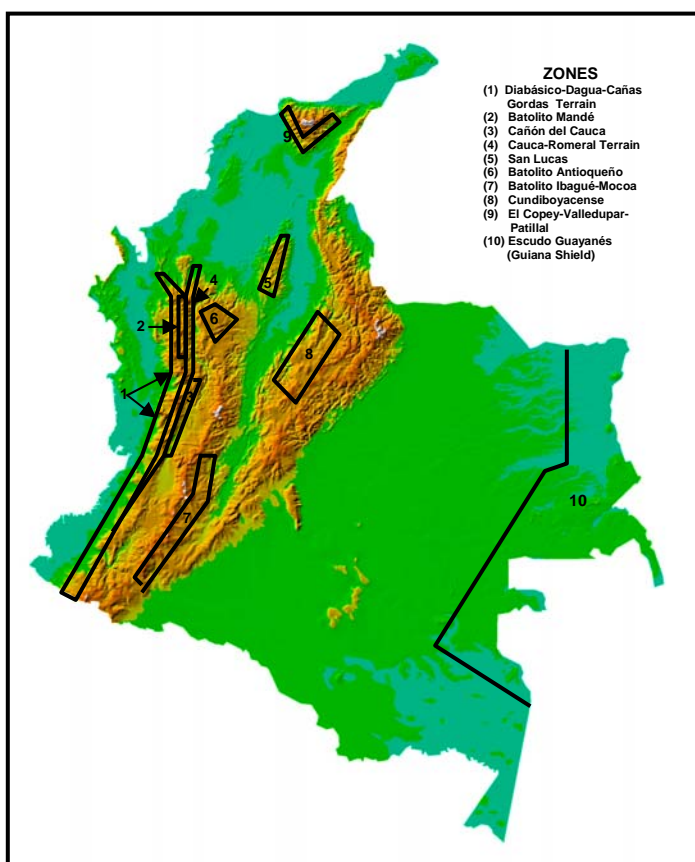 ZONES
(1) Diabásico-Dagua-Cañas
Gordas Terrain
(2) Batolito Mandé
(3) Cañón del Cauca
(4) Cauca-Romeral Terrain
(5) San Lucas
(6) Batolito Antioqueño
(7) Batolito Ibagué-Mocoa
(8) Cundiboyacense
(9) El Copey-Valledupar-
Patillal
(10) Escudo Guayanés
(Guiana Shield)
9
5
4
6
2
8
1
3
10
7